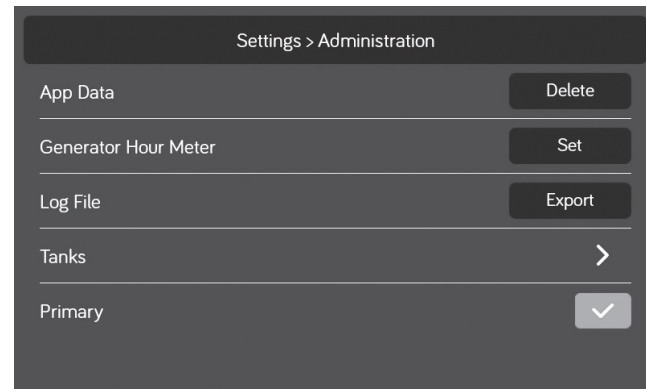 Settings > Administration
App Data Delete
Generator Hour Meter Set
Log File Export
Tanks
Primary